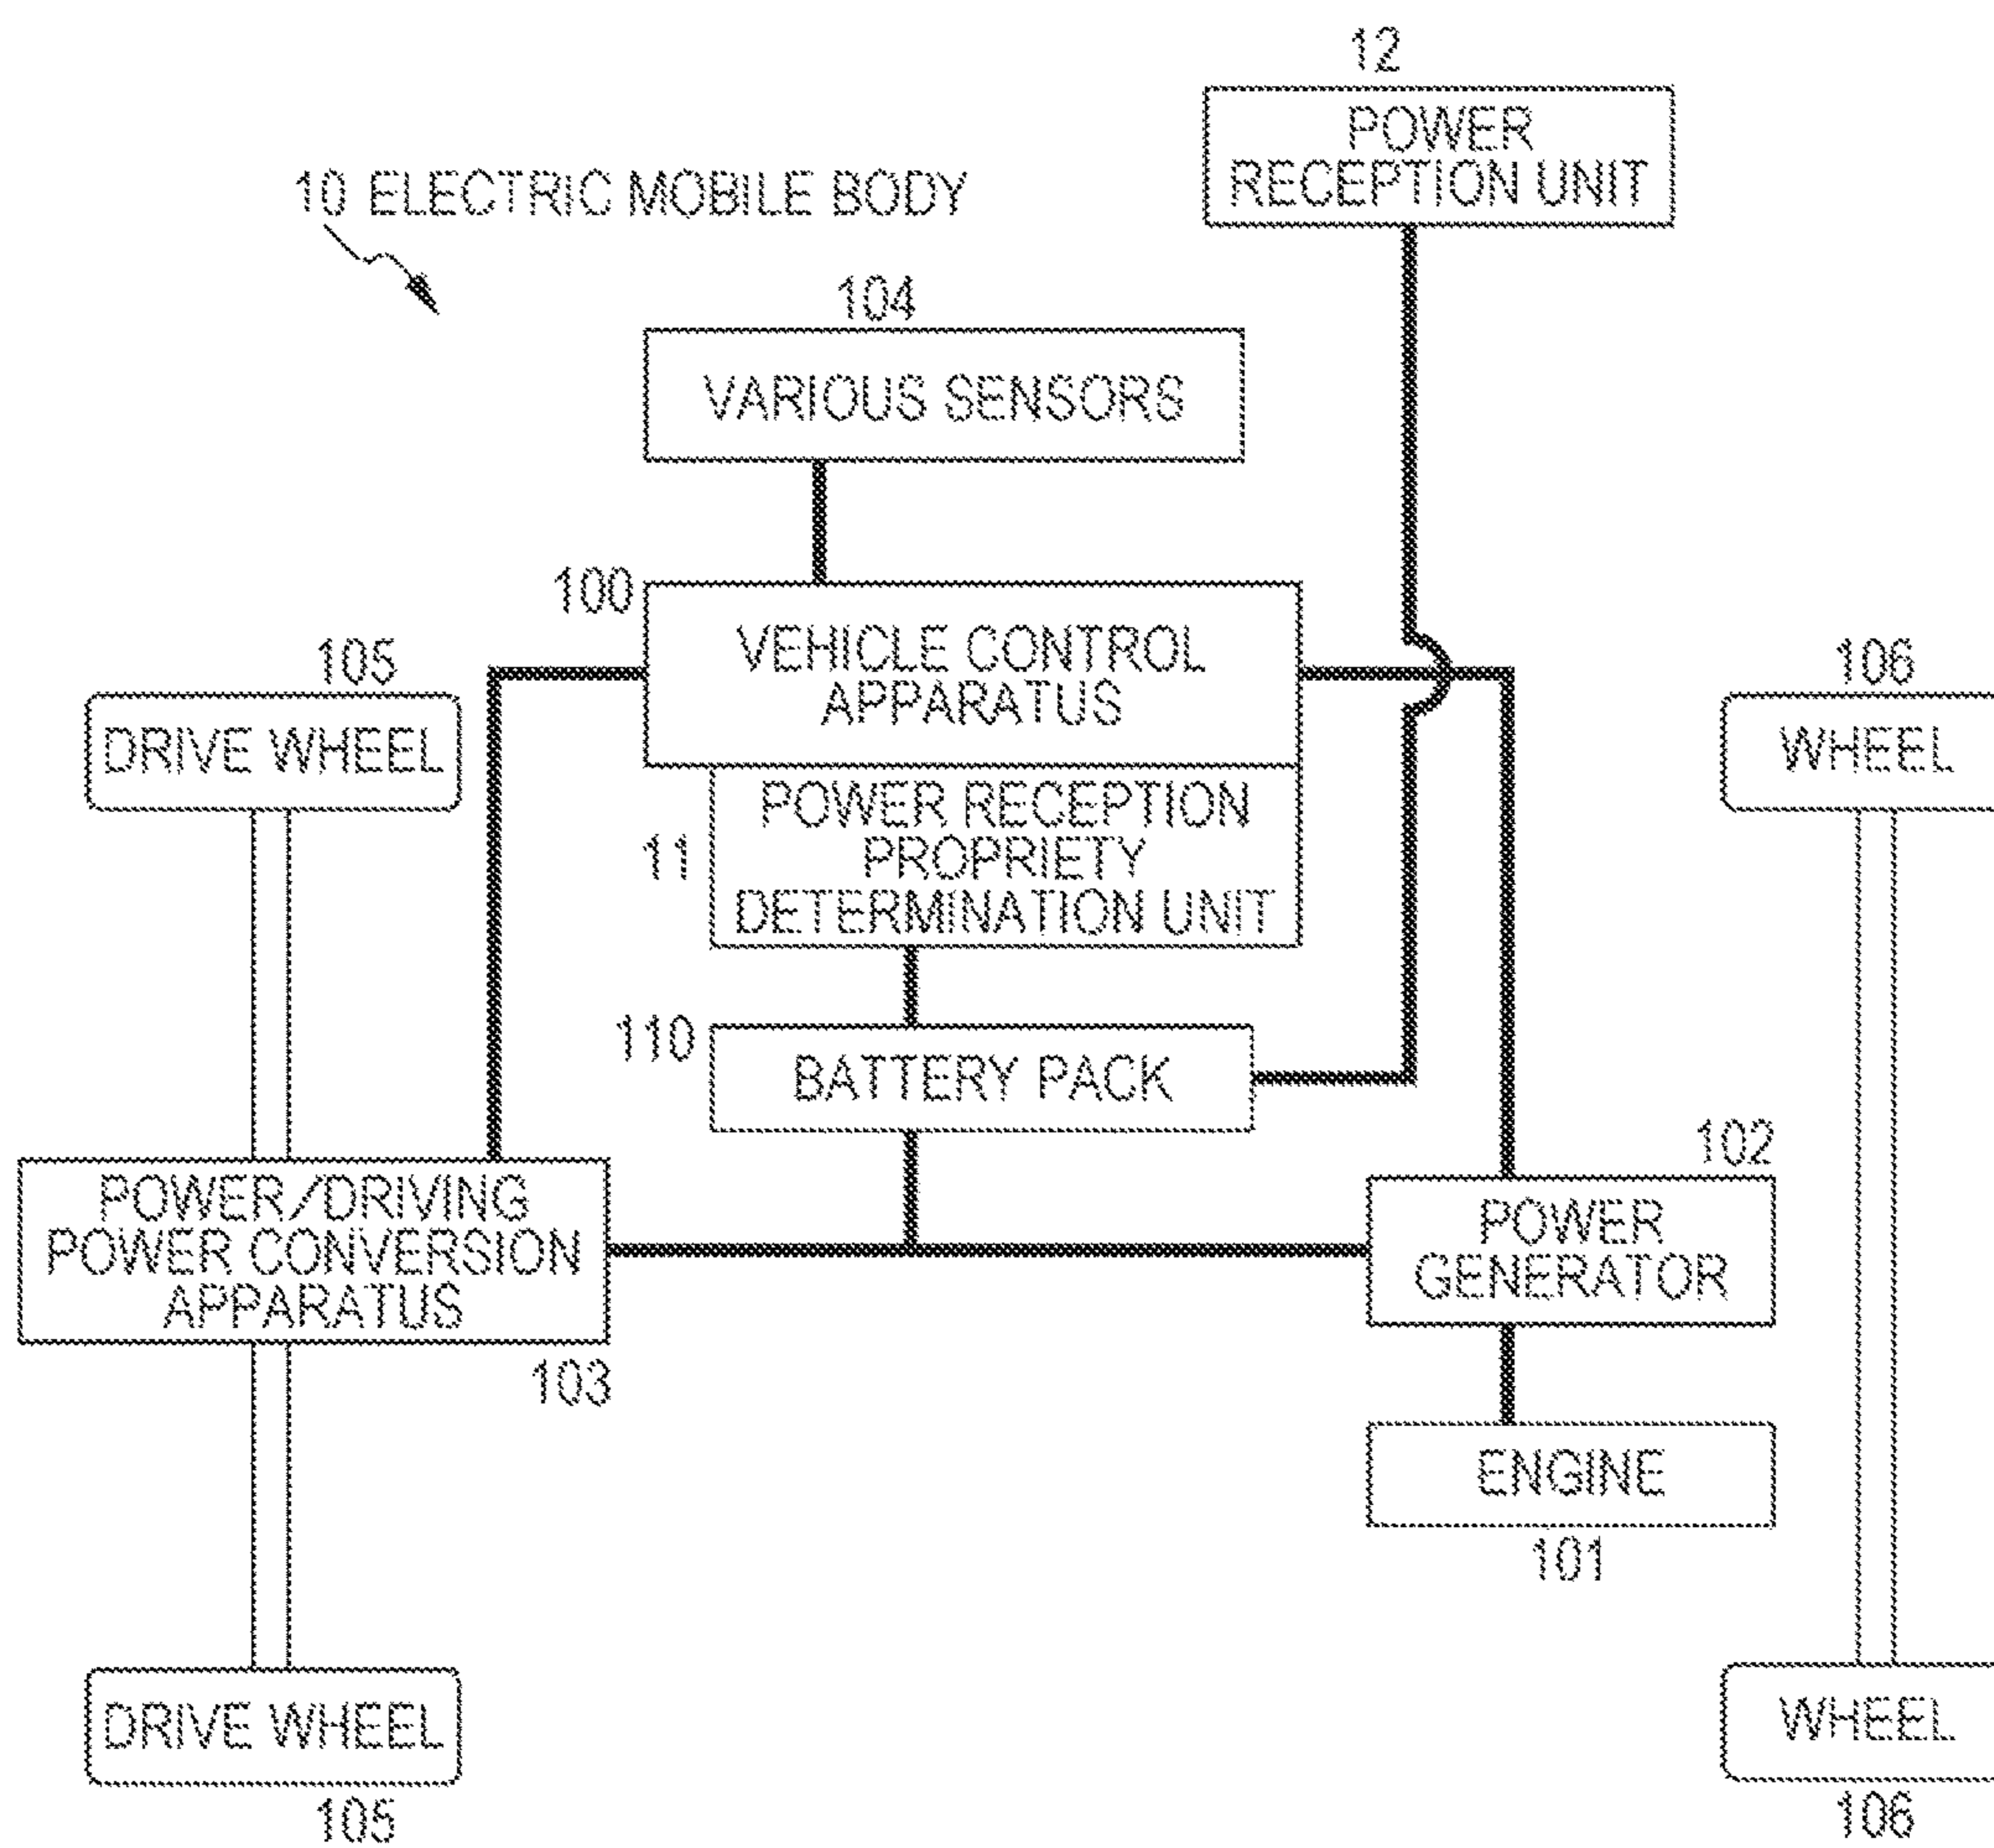 12
POWER
RECEPTION UNIT
10 ELECTRIC MOBILE BODY
104
VARIOUS SENSORS
100
VEHICLE CONTROL
APPARATUS
105
DRIVE WHEEL
106
WHEEL
11
POWER RECEPTION
PROPRIETY
DETERMINATION UNIT
110
BATTERY PACK
102
POWER/DRIVING
POWER CONVERSION
APPARATUS
103
POWER
GENERATOR
ENGINE
101
DRIVE WHEEL
105
WHEEL
106